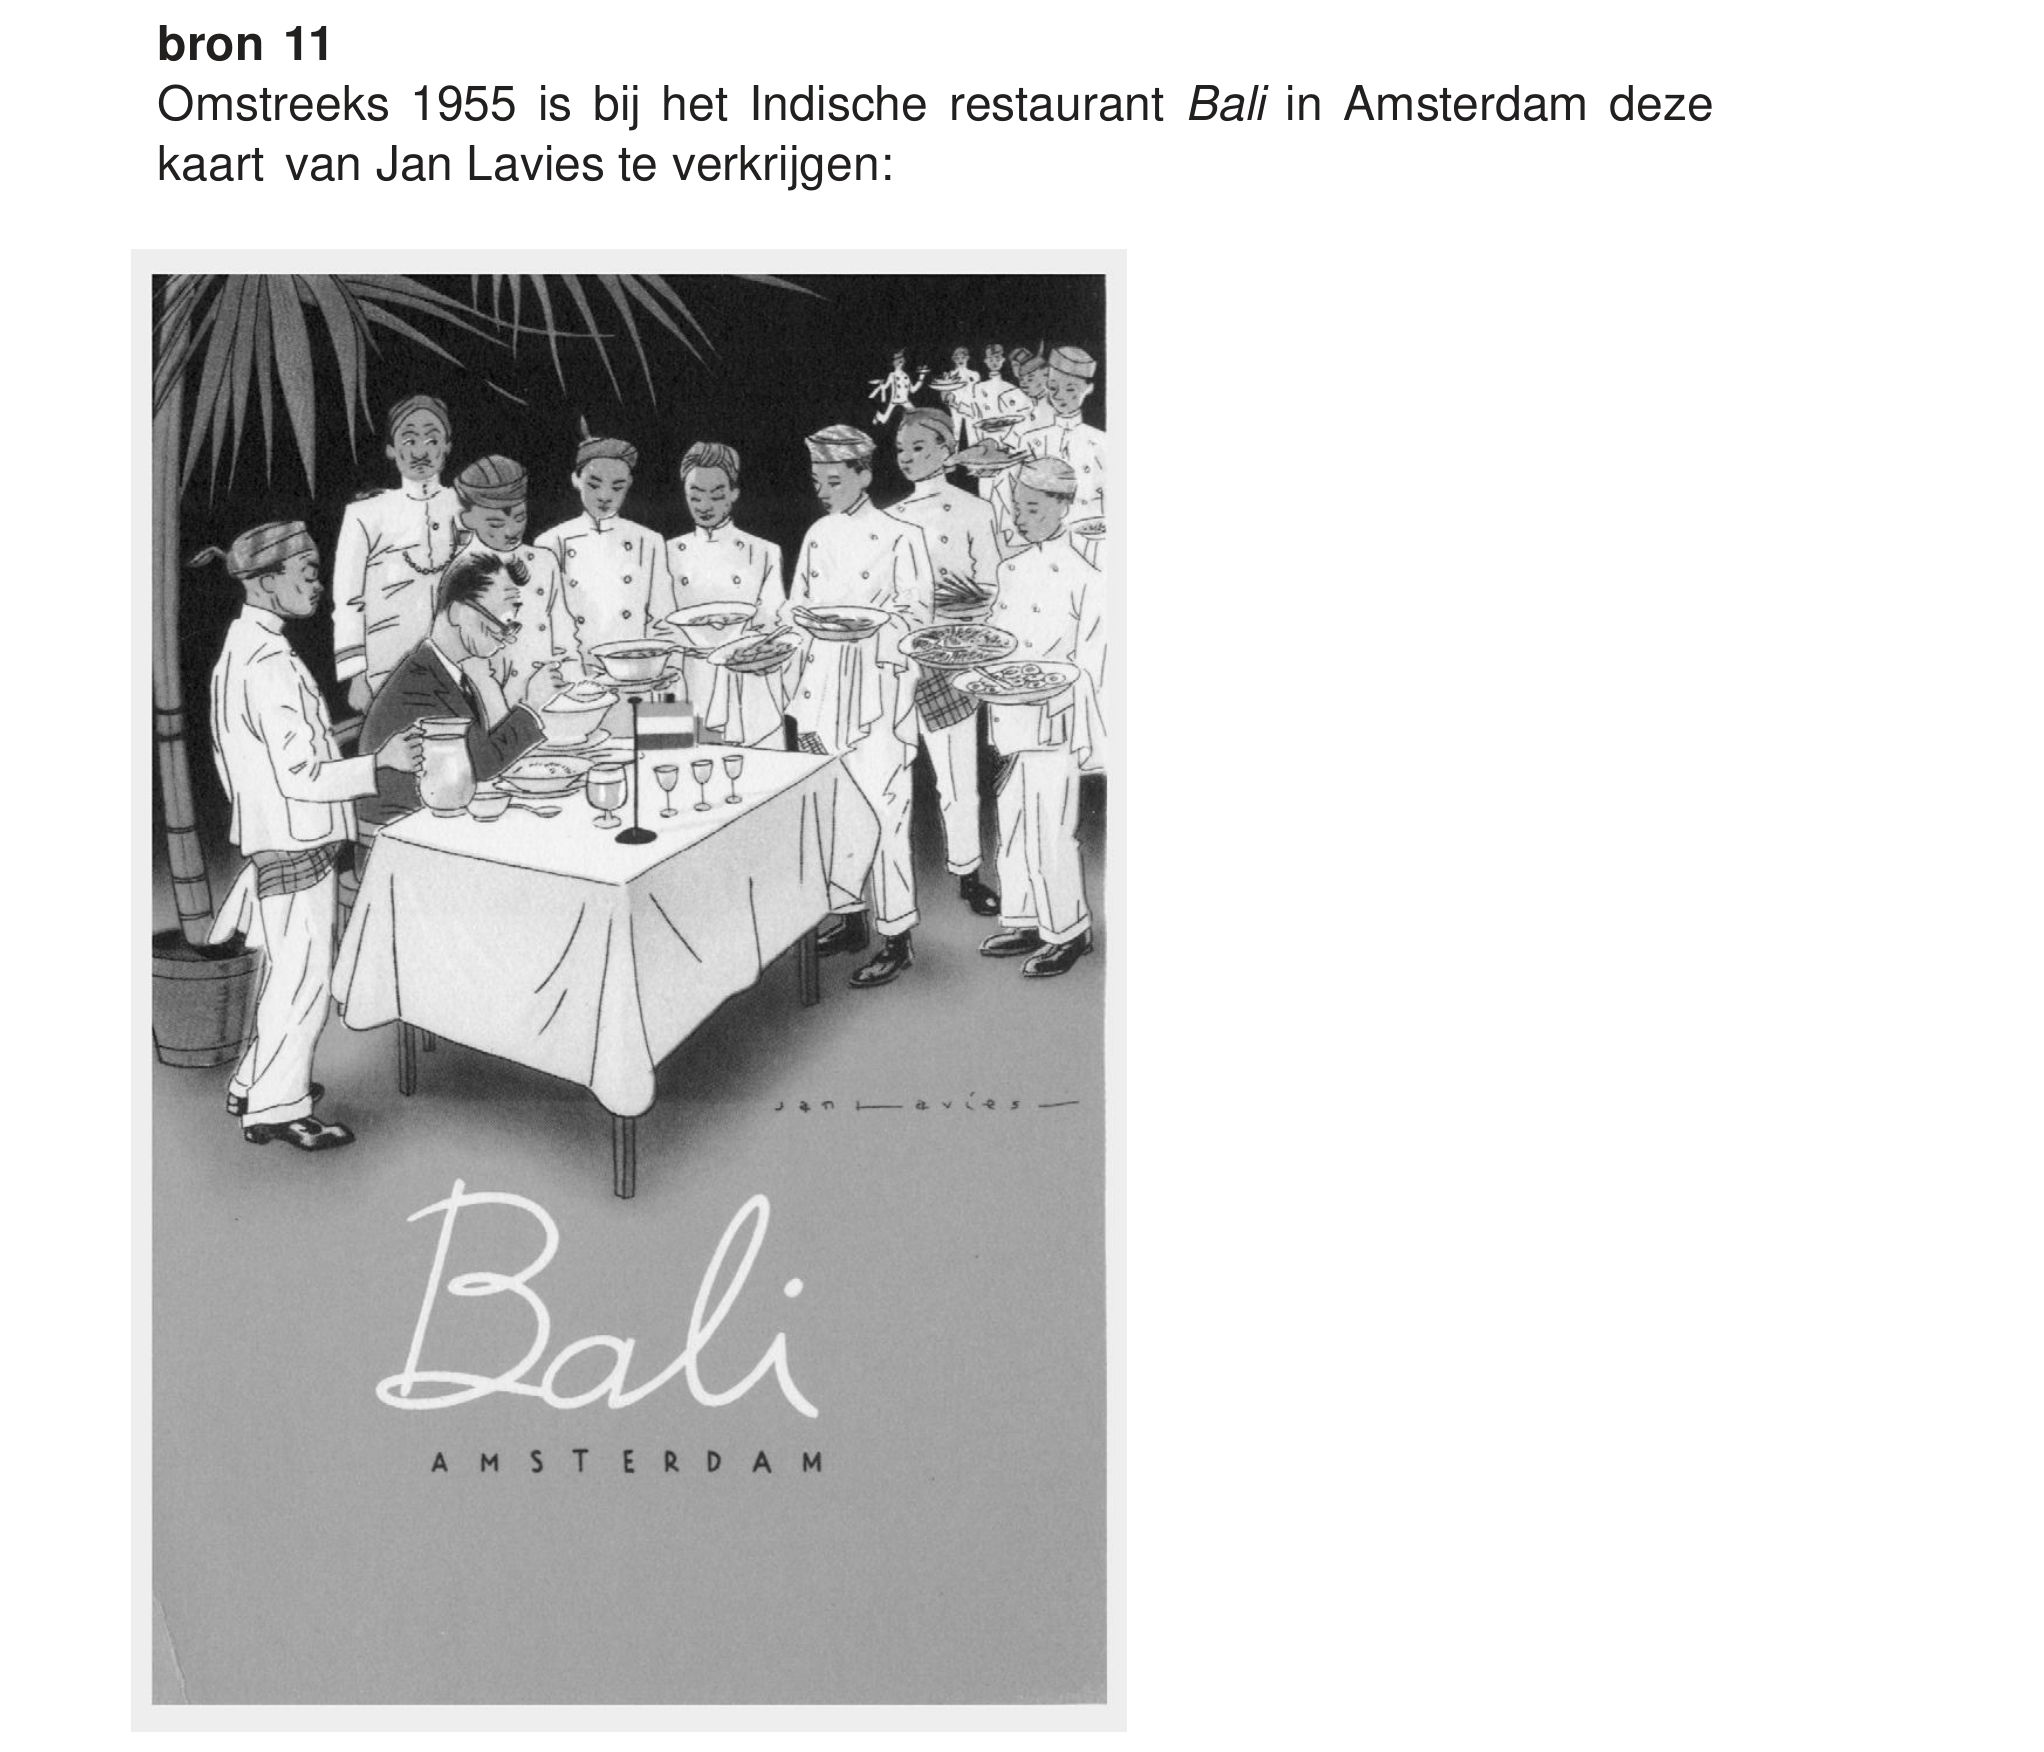 bron 11
Omstreeks 1955 is bij het Indische restaurant Bali in Amsterdam deze
kaart van Jan Lavies te verkrijgen:
Jan Lavies
Bali
AMSTERDAM